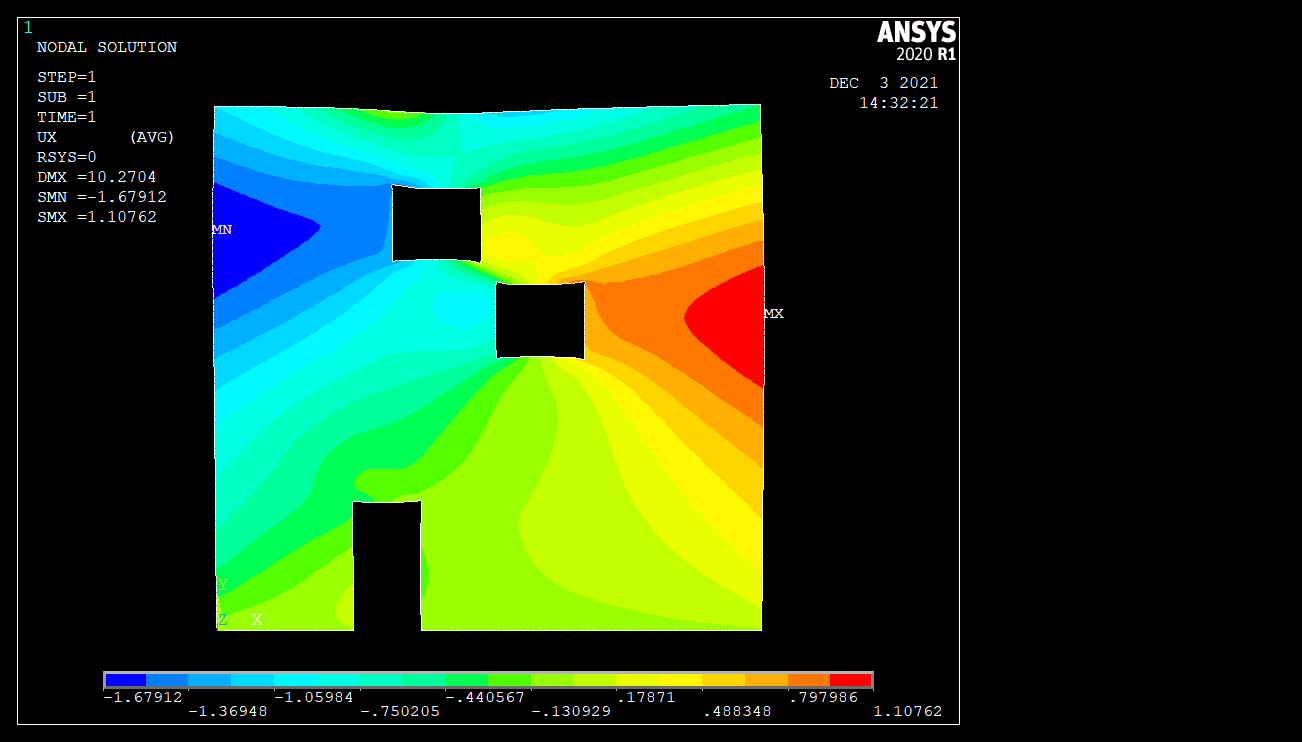 1
ANSYS
2020 R1
NODAL SOLUTION
STEP=1
SUB =1
TIME=1
UX (AVG)
RSYS=0
DMX =10.2704
SMN =-1.67912
SMX =1.10762
DEC 3 2021
14:32:21
MN
MX
Y
Z X
-1.67912 -1.05984 -.440567 .17871 .797986
-1.36948 -.750205 -.130929 .488348 1.10762